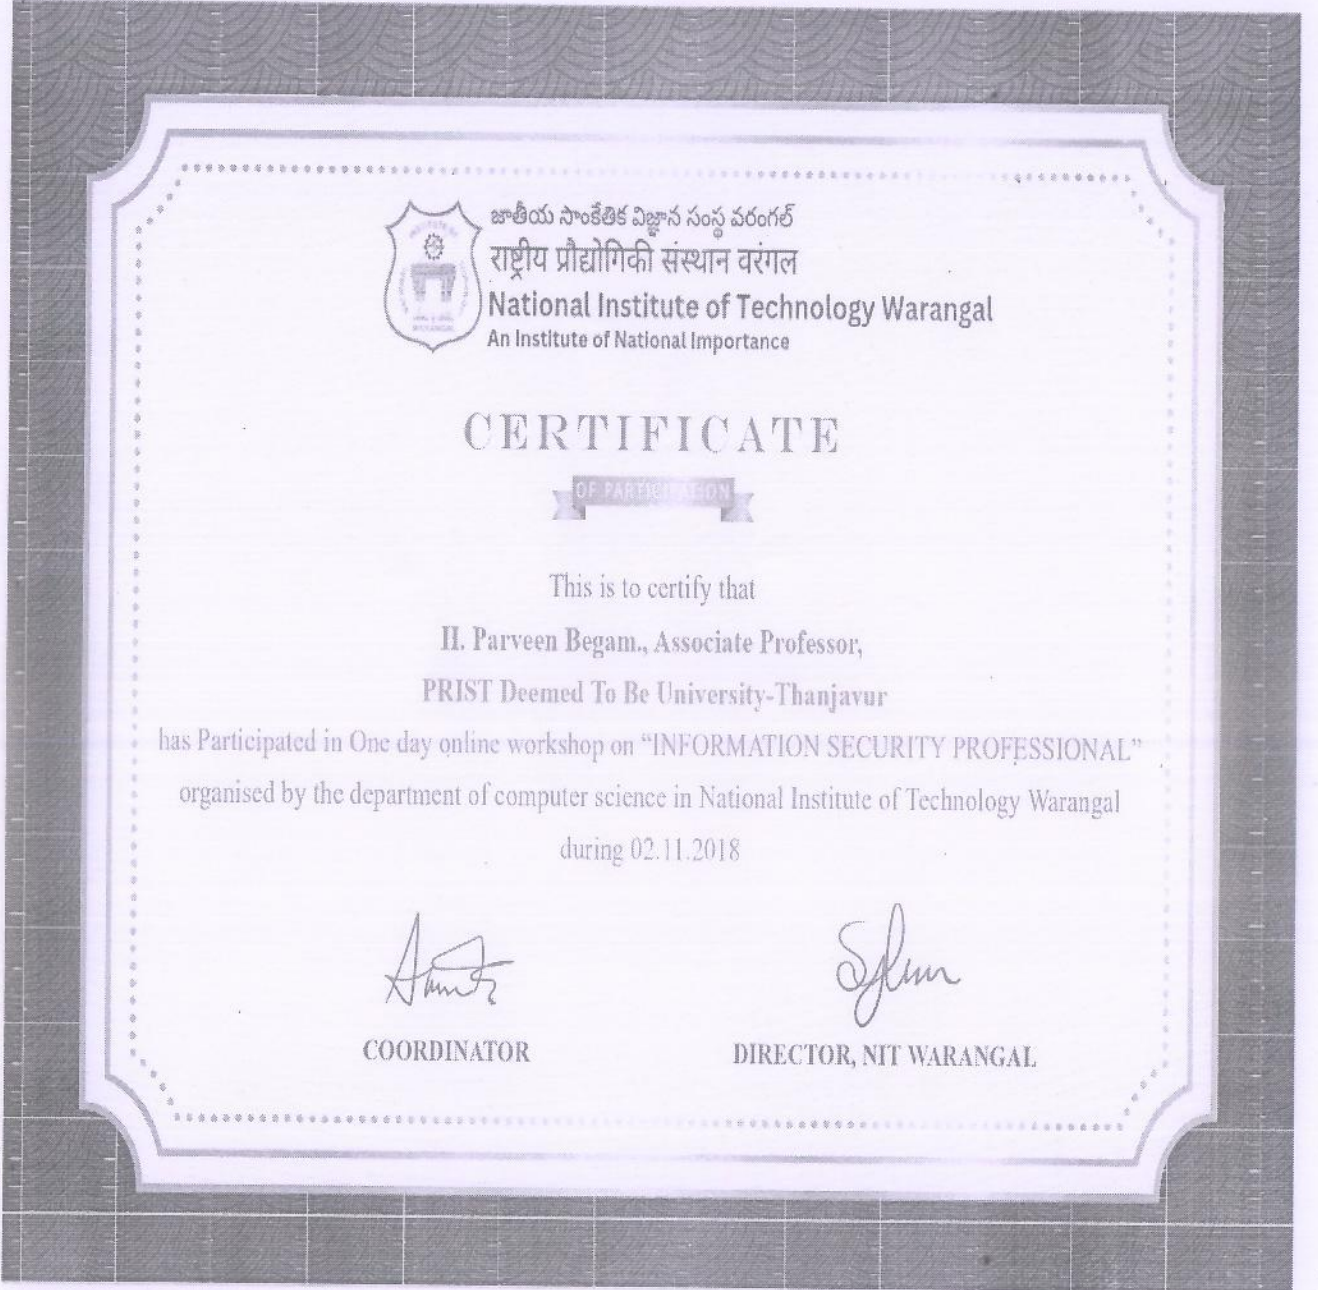 జాతీయ సాంకేతిక విజ్ఞాన సంస్థ వరంగల్
राष्ट्रीय प्रौद्योगिकी संस्थान वरंगल
National Institute of Technology Warangal
An Institute of National Importance
WARANGAL
CERTIFICATE
OF PARTICIPATION
This is to certify that
H. Parveen Begam., Associate Professor,
PRIST Deemed To Be University-Thanjavur
has Participated in One day online workshop on “INFORMATION SECURITY PROFESSIONAL”
organised by the department of computer science in National Institute of Technology Warangal
during 02.11.2018
COORDINATOR
DIRECTOR, NIT WARANGAL